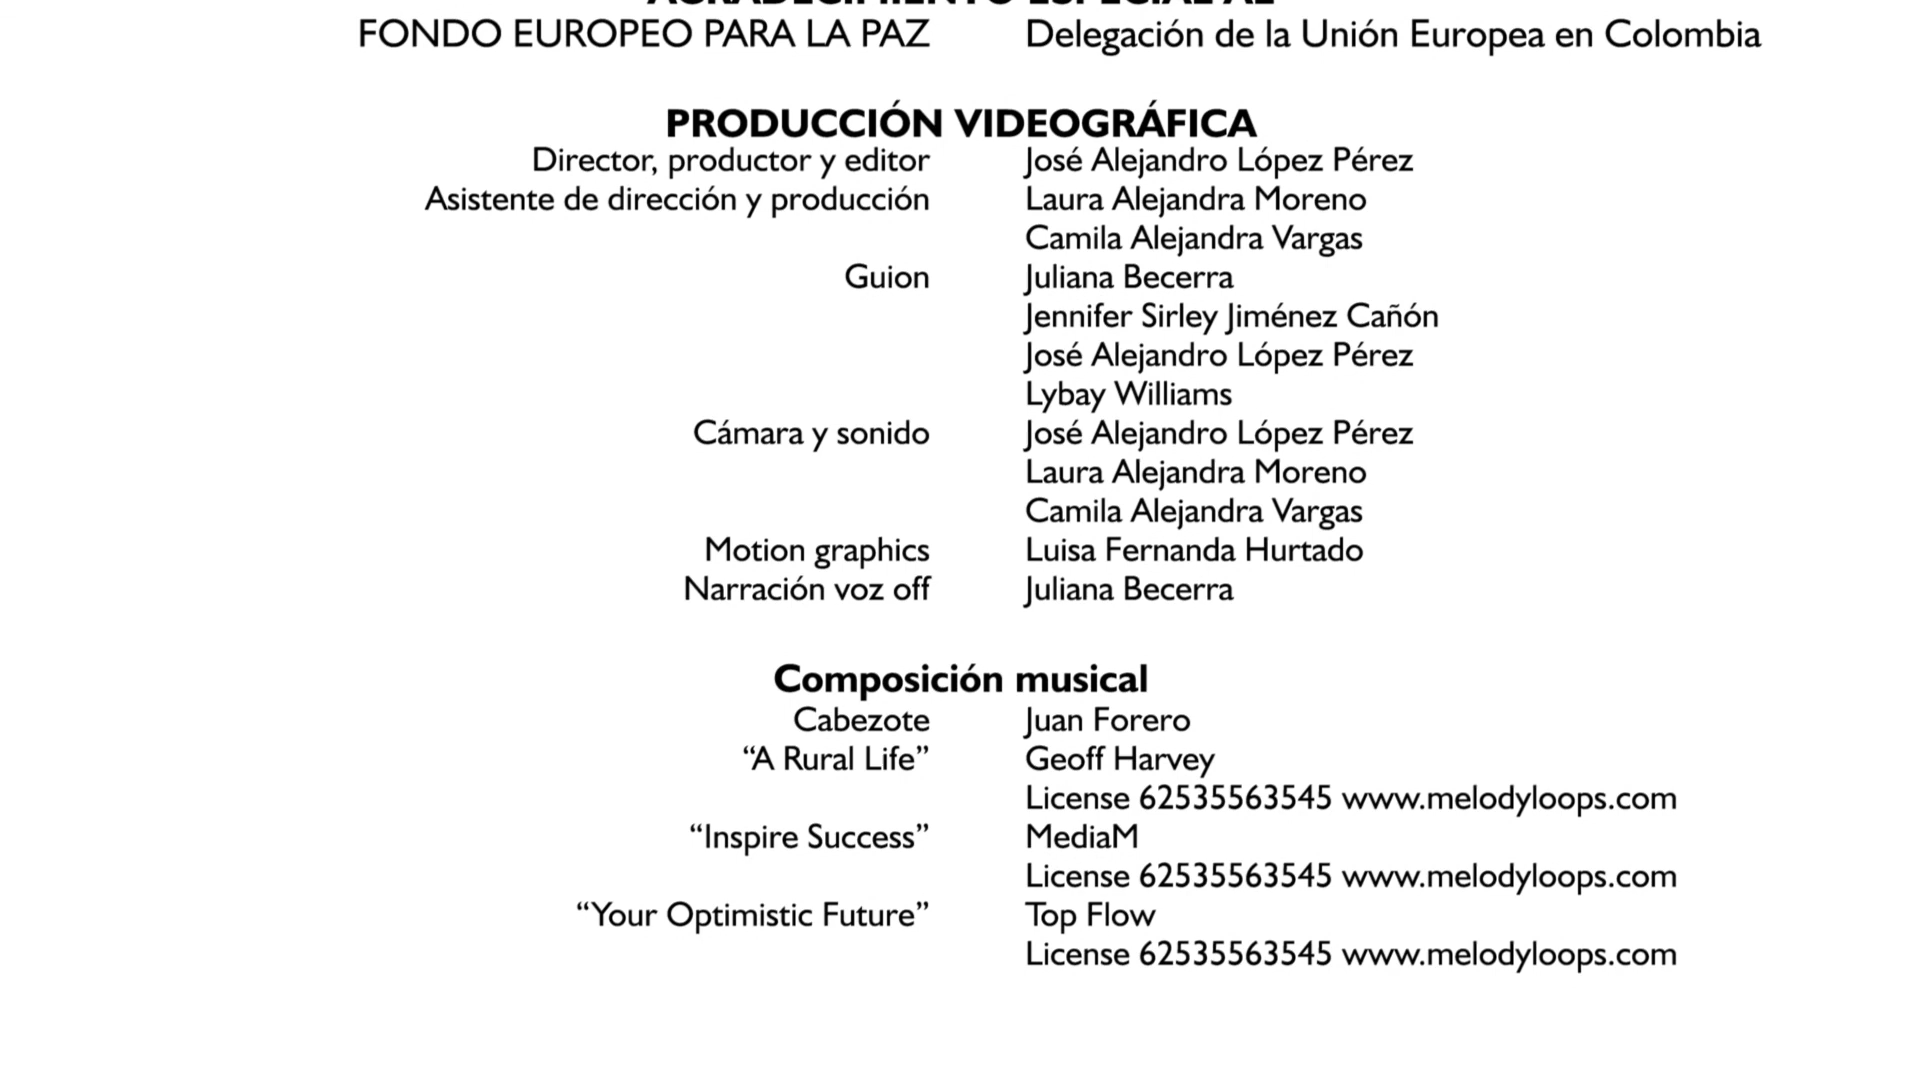 AGRADECIMIENTO ESPECIAL AL
FONDO EUROPEO PARA LA PAZ Delegación de la Unión Europea en Colombia
PRODUCCIÓN VIDEOGRÁFICA
Director, productor y editor José Alejandro López Pérez
Asistente de dirección y producción Laura Alejandra Moreno
Camila Alejandra Vargas
Guion Juliana Becerra
Jennifer Sirley Jiménez Cañón
José Alejandro López Pérez
Lybay Williams
Cámara y sonido José Alejandro López Pérez
Laura Alejandra Moreno
Camila Alejandra Vargas
Motion graphics Luisa Fernanda Hurtado
Narración voz off Juliana Becerra
Composición musical
Cabezote Juan Forero
“A Rural Life” Geoff Harvey
License 62535563545 www.melodyloops.com
“Inspire Success” MediaM
License 62535563545 www.melodyloops.com
“Your Optimistic Future” Top Flow
License 62535563545 www.melodyloops.com